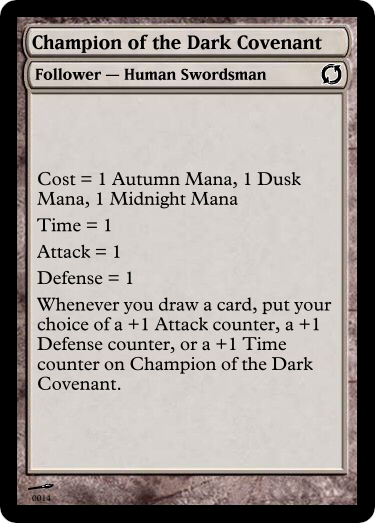 Champion of the Dark Covenant
Follower — Human Swordsman
Cost = 1 Autumn Mana, 1 Dusk
Mana, 1 Midnight Mana
Time = 1
Attack = 1
Defense = 1
Whenever you draw a card, put your
choice of a +1 Attack counter, a +1
Defense counter, or a +1 Time
counter on Champion of the Dark
Covenant.
0014